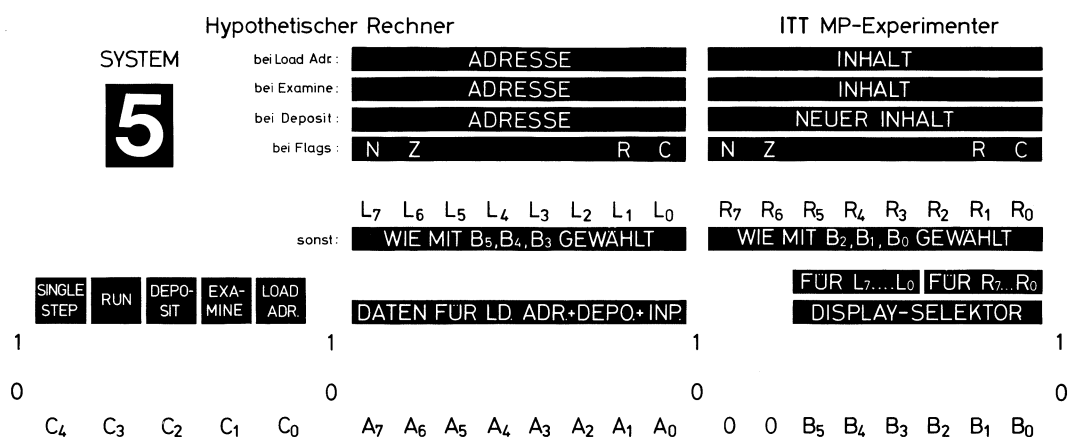 Hypothetischer Rechner ITT MP-Experimenter
SYSTEM bei Load Adr.: ADRESSE INHALT
5 bei Examine: ADRESSE INHALT
bei Deposit: ADRESSE NEUER INHALT
bei Flags: N Z R C N Z R C
L7 L6 L5 L4 L3 L2 L1 L0 R7 R6 R5 R4 R3 R2 R1 R0
sonst: WIE MIT B5,B4,B3 GEWÄHLT WIE MIT B2,B1,B0 GEWÄHLT
FÜR L7....L0 FÜR R7...R0
SINGLE STEP RUN DEPO-SIT EXA-MINE LOAD ADR. DATEN FÜR LD. ADR.+DEPO.+INP. DISPLAY-SELEKTOR
1 1 1 1
0 0 0 0
C4 C3 C2 C1 C0 A7 A6 A5 A4 A3 A2 A1 A0 0 0 B5 B4 B3 B2 B1 B0